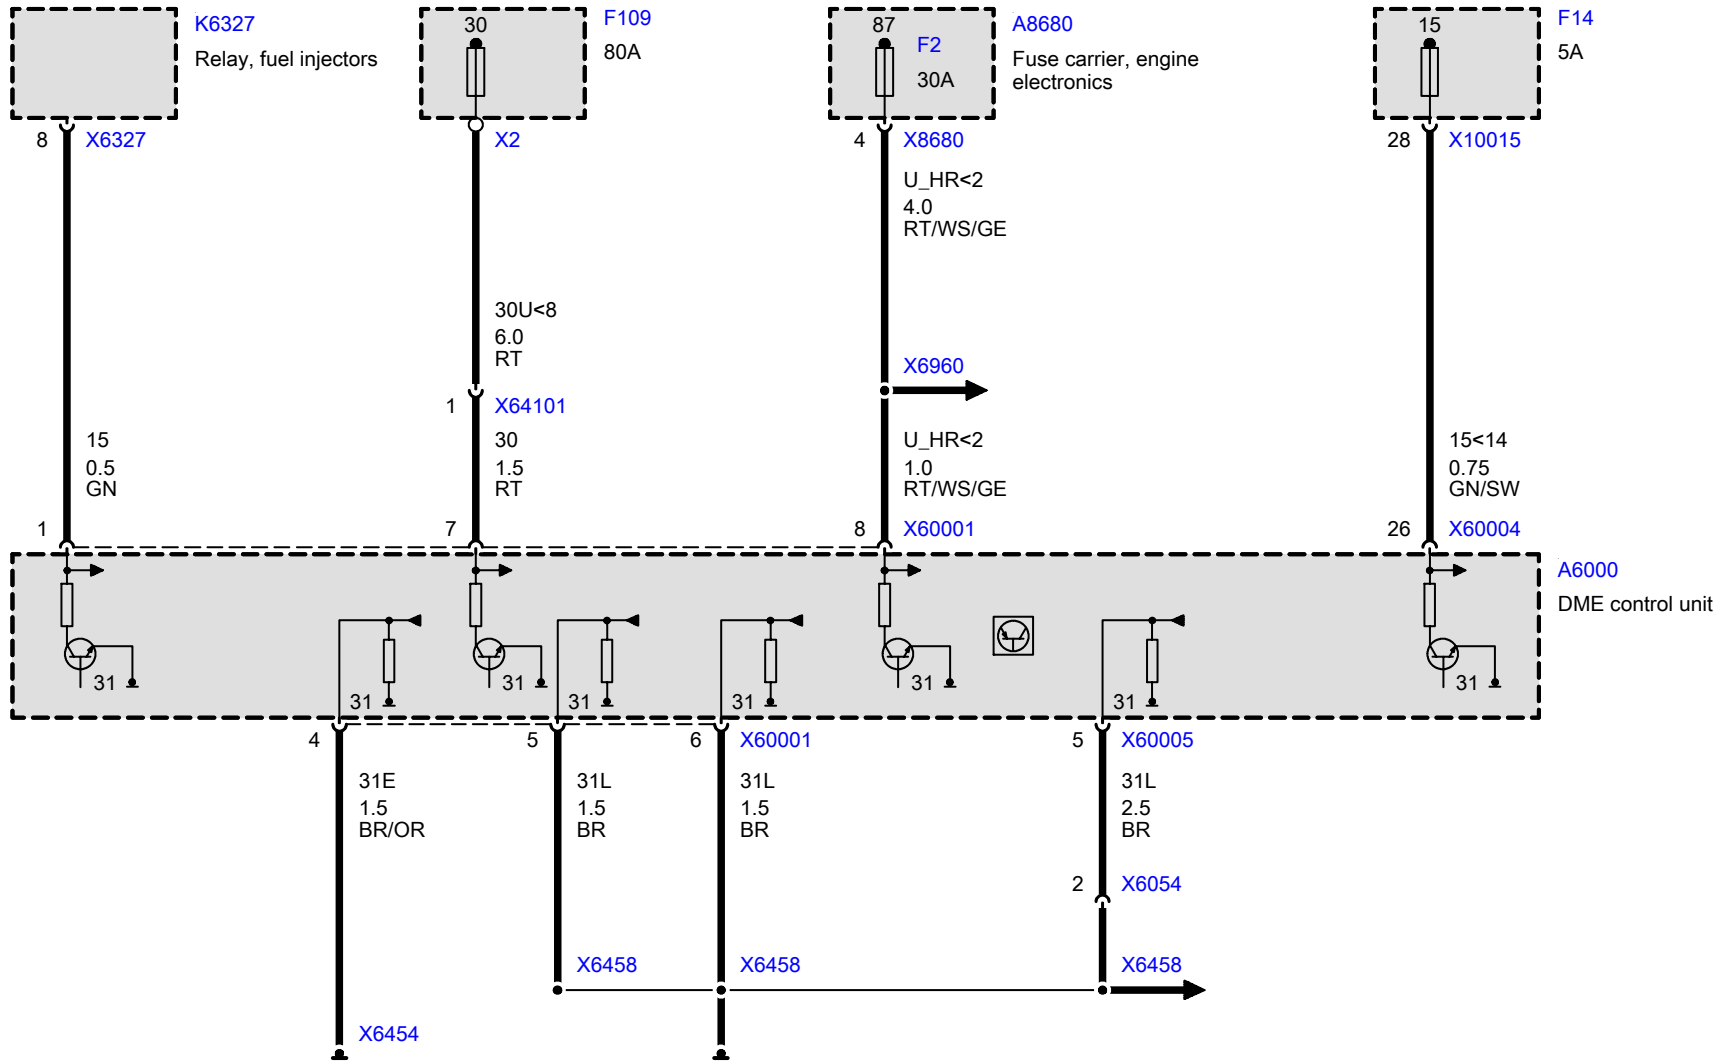 K6327
Relay, fuel injectors
30
F109
80A
87
F2
30A
A8680
Fuse carrier, engine
electronics
15
F14
5A
8
X6327
X2
4
X8680
28
X10015
U_HR<2
4.0
RT/WS/GE
30U<8
6.0
RT
X6960
1
X64101
15
0.5
GN
30
1.5
RT
U_HR<2
1.0
RT/WS/GE
15<14
0.75
GN/SW
1
7
8
X60001
26
X60004
A6000
DME control unit
31
31
31
31
31
31
31
31
4
5
6
X60001
5
X60005
31E
1.5
BR/OR
31L
1.5
BR
31L
1.5
BR
31L
2.5
BR
2
X6054
X6458
X6458
X6458
X6454